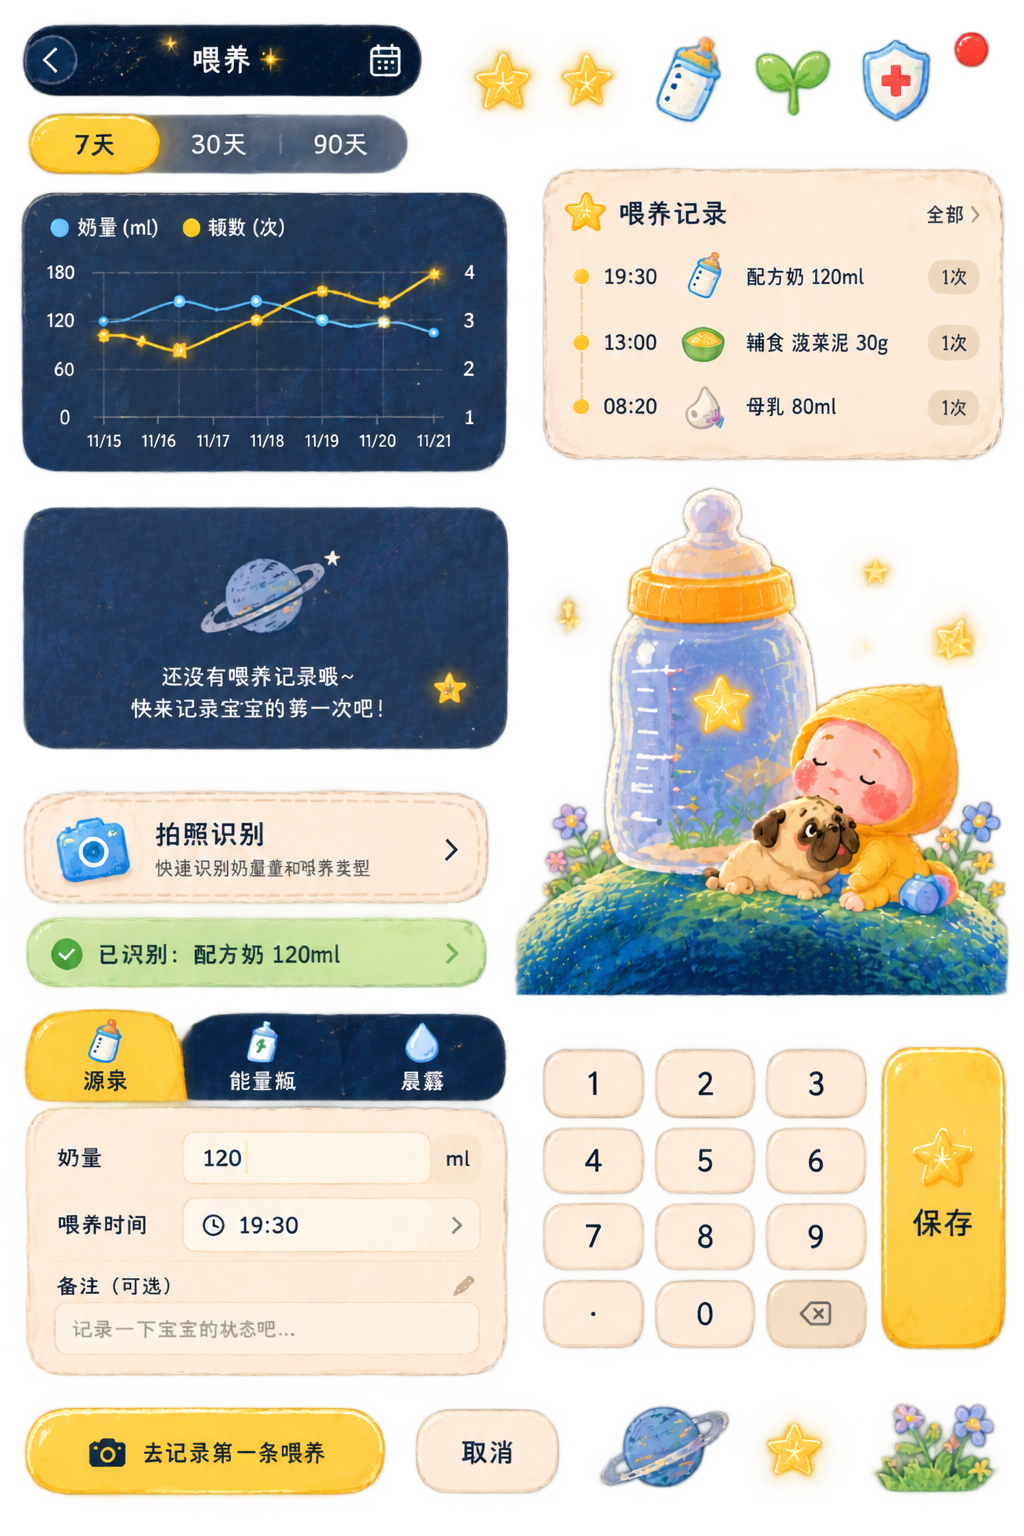 喂养
7天
30天
90天
奶量 (ml)
顿数 (次)
180
120
60
0
4
3
2
1
11/15
11/16
11/17
11/18
11/19
11/20
11/21
喂养记录
全部
19:30
配方奶 120ml
1次
13:00
辅食 菠菜泥 30g
1次
08:20
母乳 80ml
1次
还没有喂养记录哦~
快来记录宝宝的第一次吧!
拍照识别
快速识别奶量
已识别: 配方奶 120ml
源泉
能量瓶
晨露
奶量
120
ml
喂养时间
19:30
备注 (可选)
记录一下宝宝的状态吧...
1
2
3
4
5
6
7
8
9
·
0
保存
去记录第一条喂养
取消